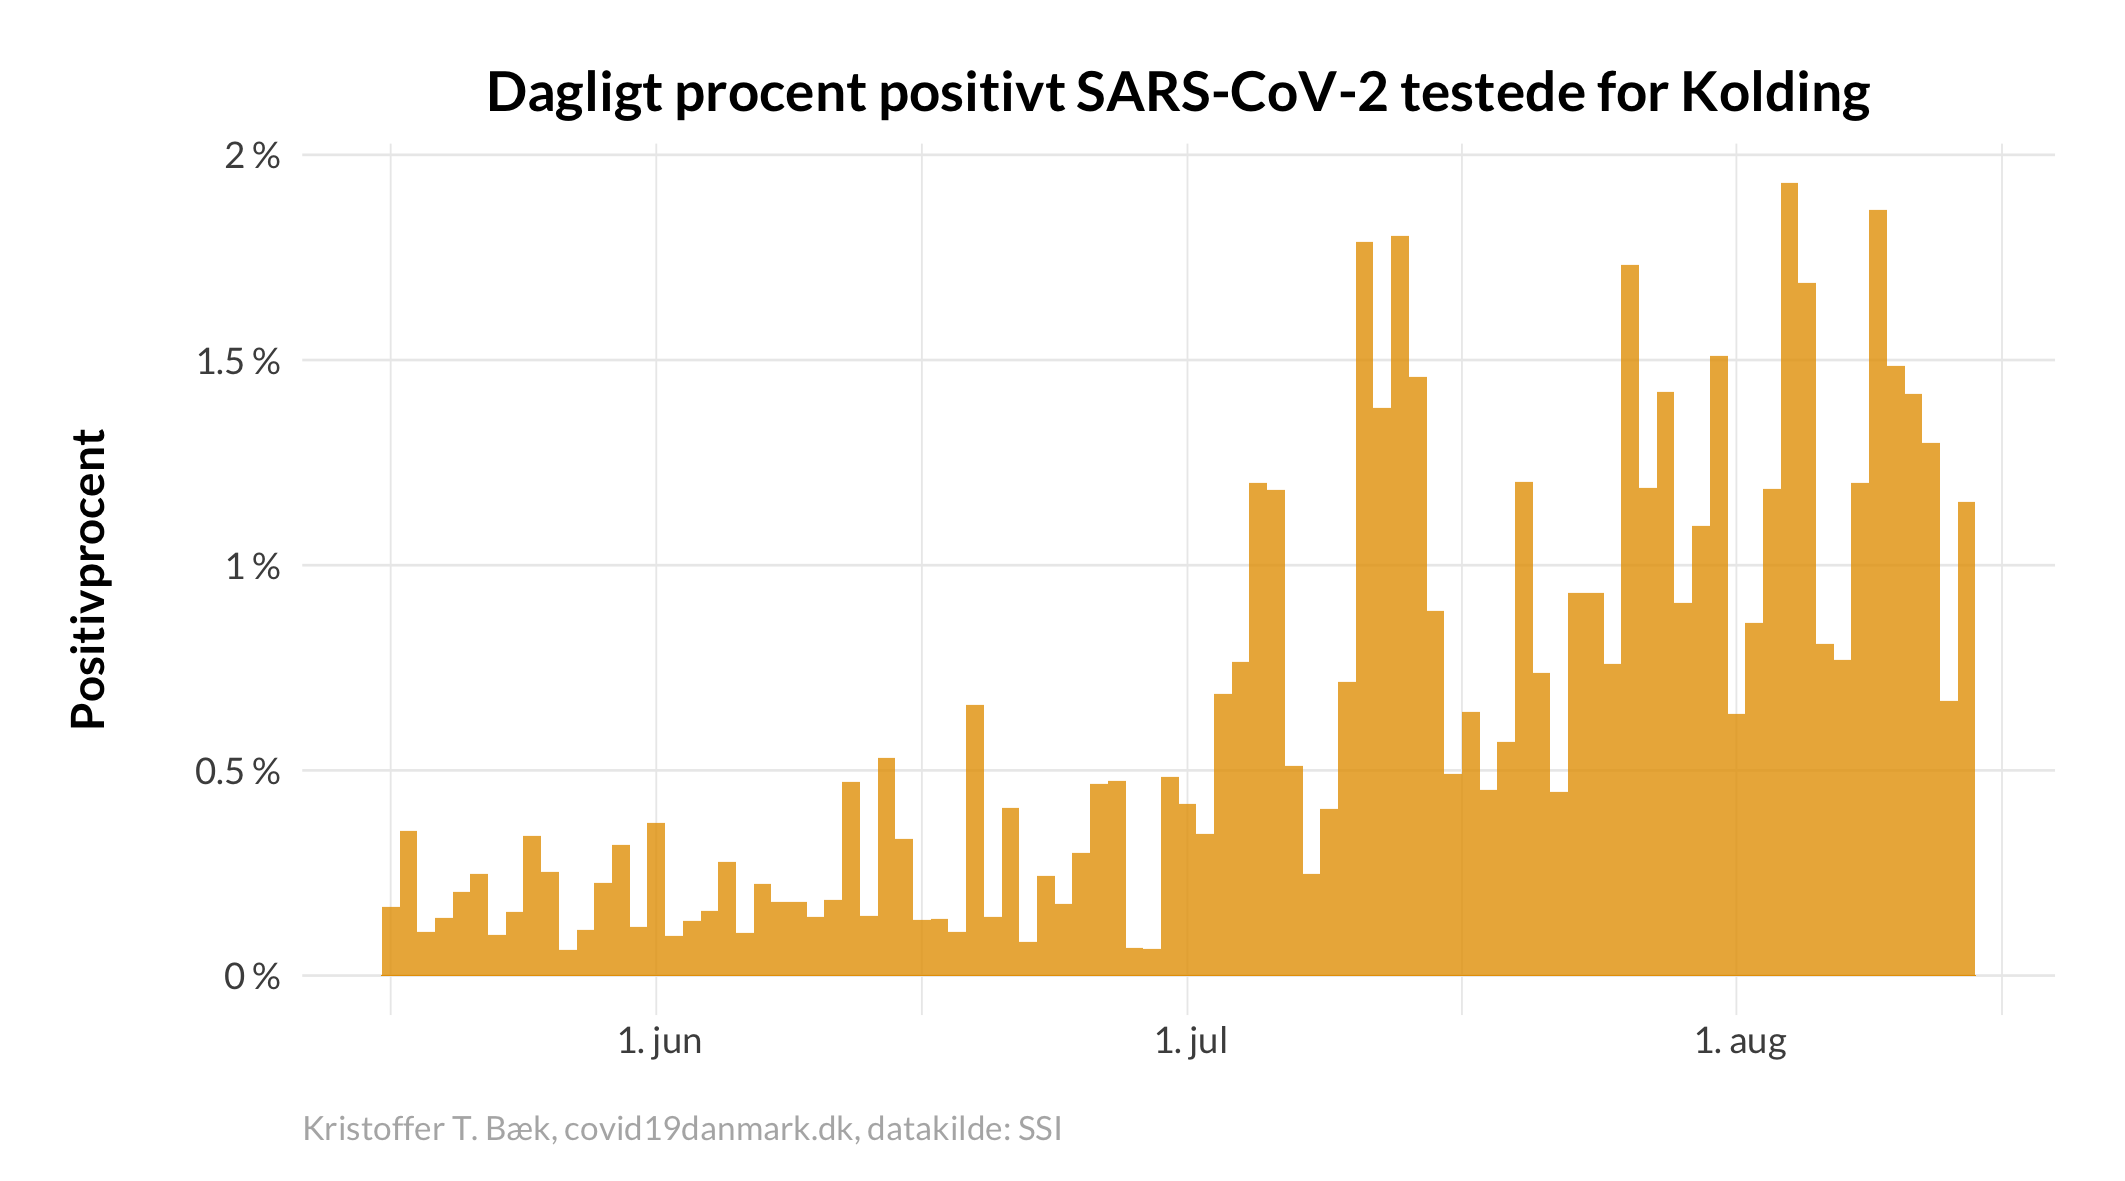 Dagligt procent positivt SARS-CoV-2 testede for Kolding
2 %
1.5 %
1 %
0.5 %
0 %
Positivprocent
1. jun
1. jul
1. aug
Kristoffer T. Bæk, covid19danmark.dk, datakilde: SSI